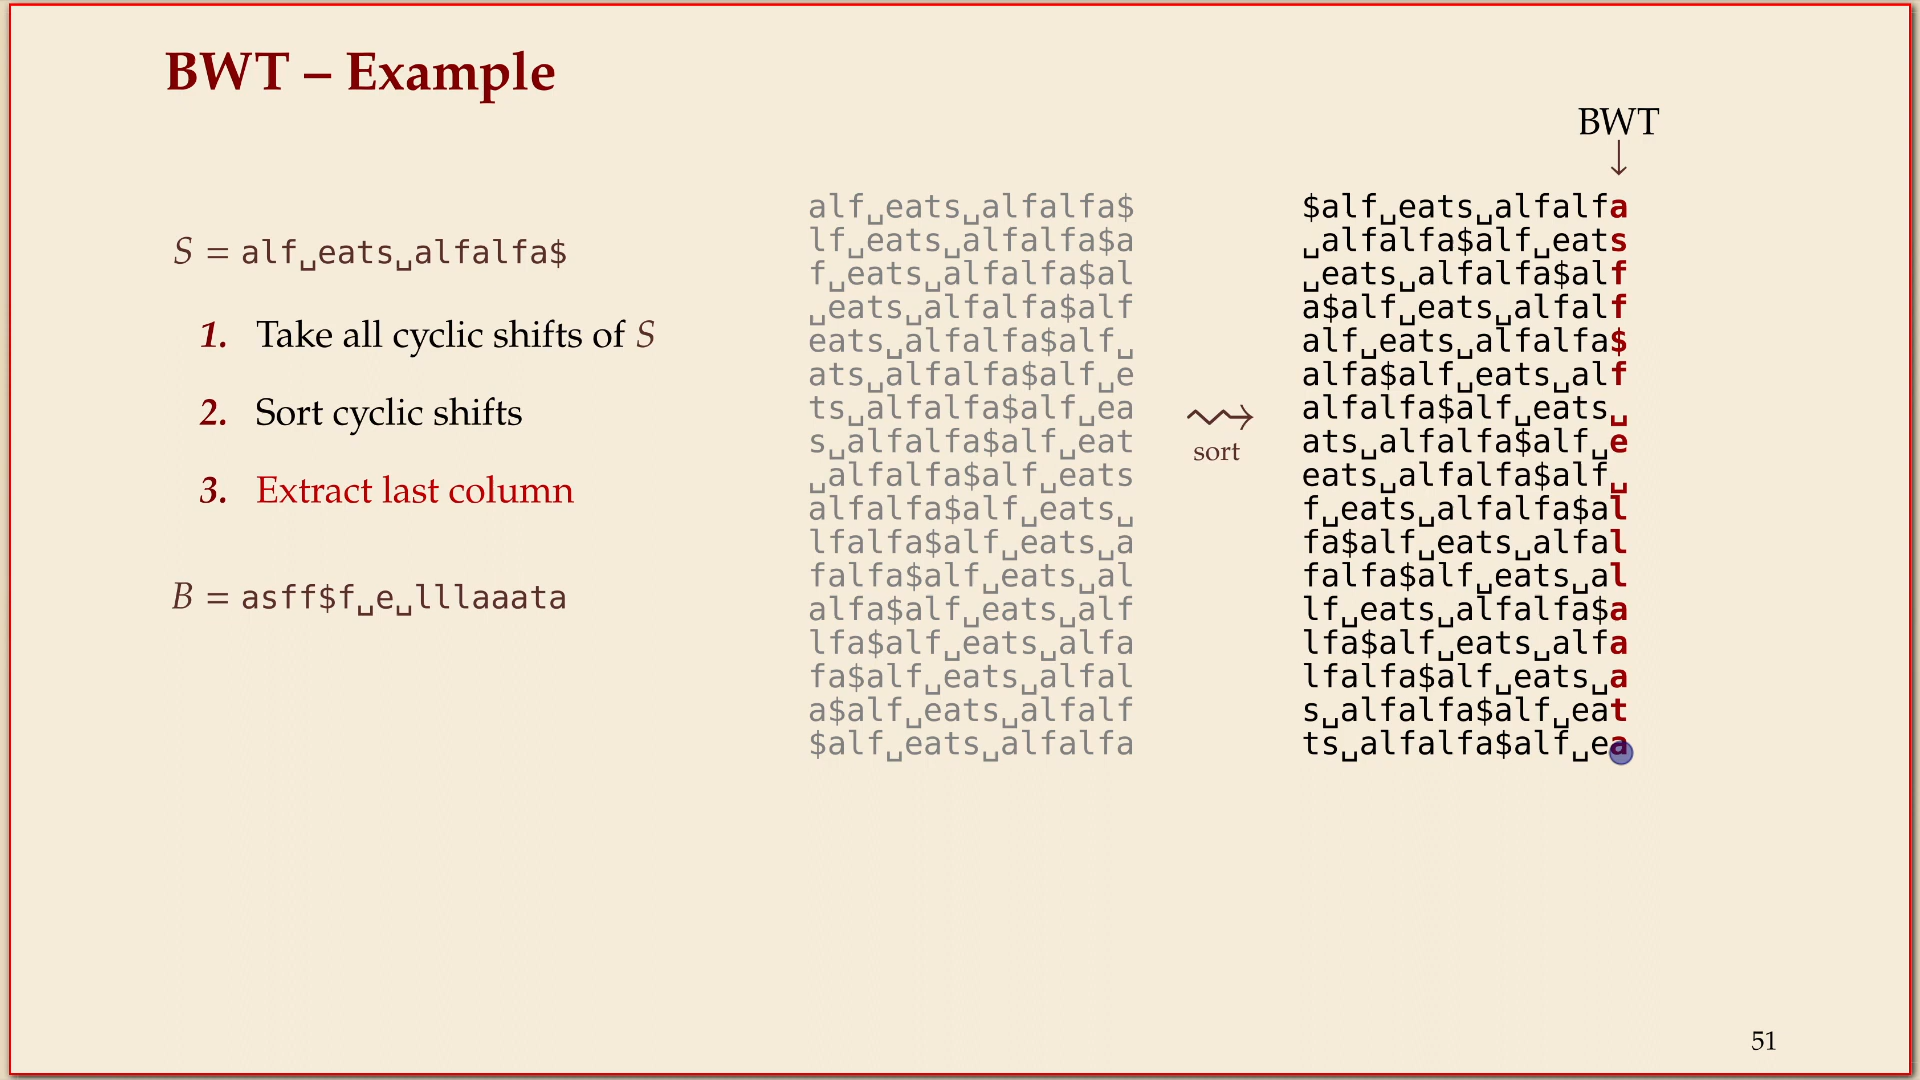 BWT – Example
BWT
↓
S = alf␣eats␣alfalfa$
1. Take all cyclic shifts of S
2. Sort cyclic shifts
3. Extract last column
B = asff$f␣e␣lllaaata
alf␣eats␣alfalfa$
lf␣eats␣alfalfa$a
f␣eats␣alfalfa$al
␣eats␣alfalfa$alf
eats␣alfalfa$alf␣
ats␣alfalfa$alf␣e
ts␣alfalfa$alf␣ea
s␣alfalfa$alf␣eat
␣alfalfa$alf␣eats
alfalfa$alf␣eats␣
lfalfa$alf␣eats␣a
falfa$alf␣eats␣al
alfa$alf␣eats␣alf
lfa$alf␣eats␣alfa
fa$alf␣eats␣alfal
a$alf␣eats␣alfalf
$alf␣eats␣alfalfa
sort
$alf␣eats␣alfalfa
␣alfalfa$alf␣eats
␣eats␣alfalfa$alf
a$alf␣eats␣alfalf
alf␣eats␣alfalfa$
alfa$alf␣eats␣alf
alfalfa$alf␣eats␣
ats␣alfalfa$alf␣e
eats␣alfalfa$alf␣
f␣eats␣alfalfa$al
fa$alf␣eats␣alfal
falfa$alf␣eats␣al
lf␣eats␣alfalfa$a
lfa$alf␣eats␣alfa
lfalfa$alf␣eats␣a
s␣alfalfa$alf␣eat
ts␣alfalfa$alf␣ea
51